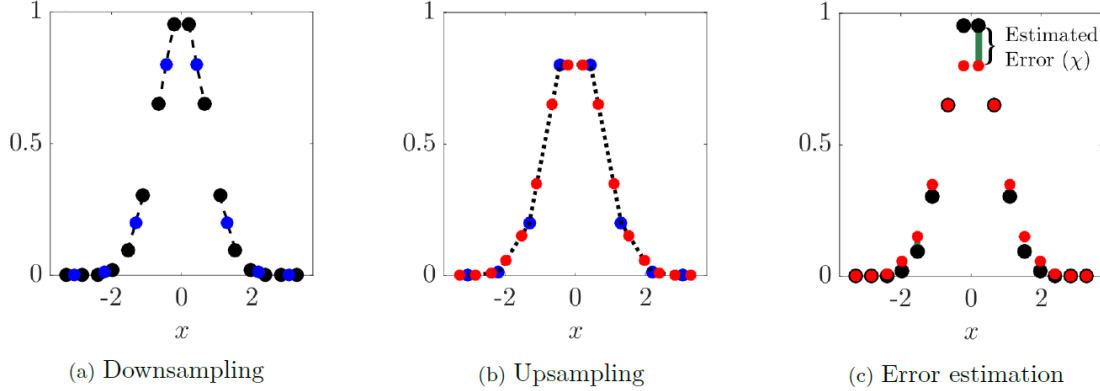 1
0.5
0
-2
0
2
x
(a) Downsampling
1
0.5
0
-2
0
2
x
(b) Upsampling
1
0.5
0
-2
0
2
x
Estimated
Error (χ)
(c) Error estimation